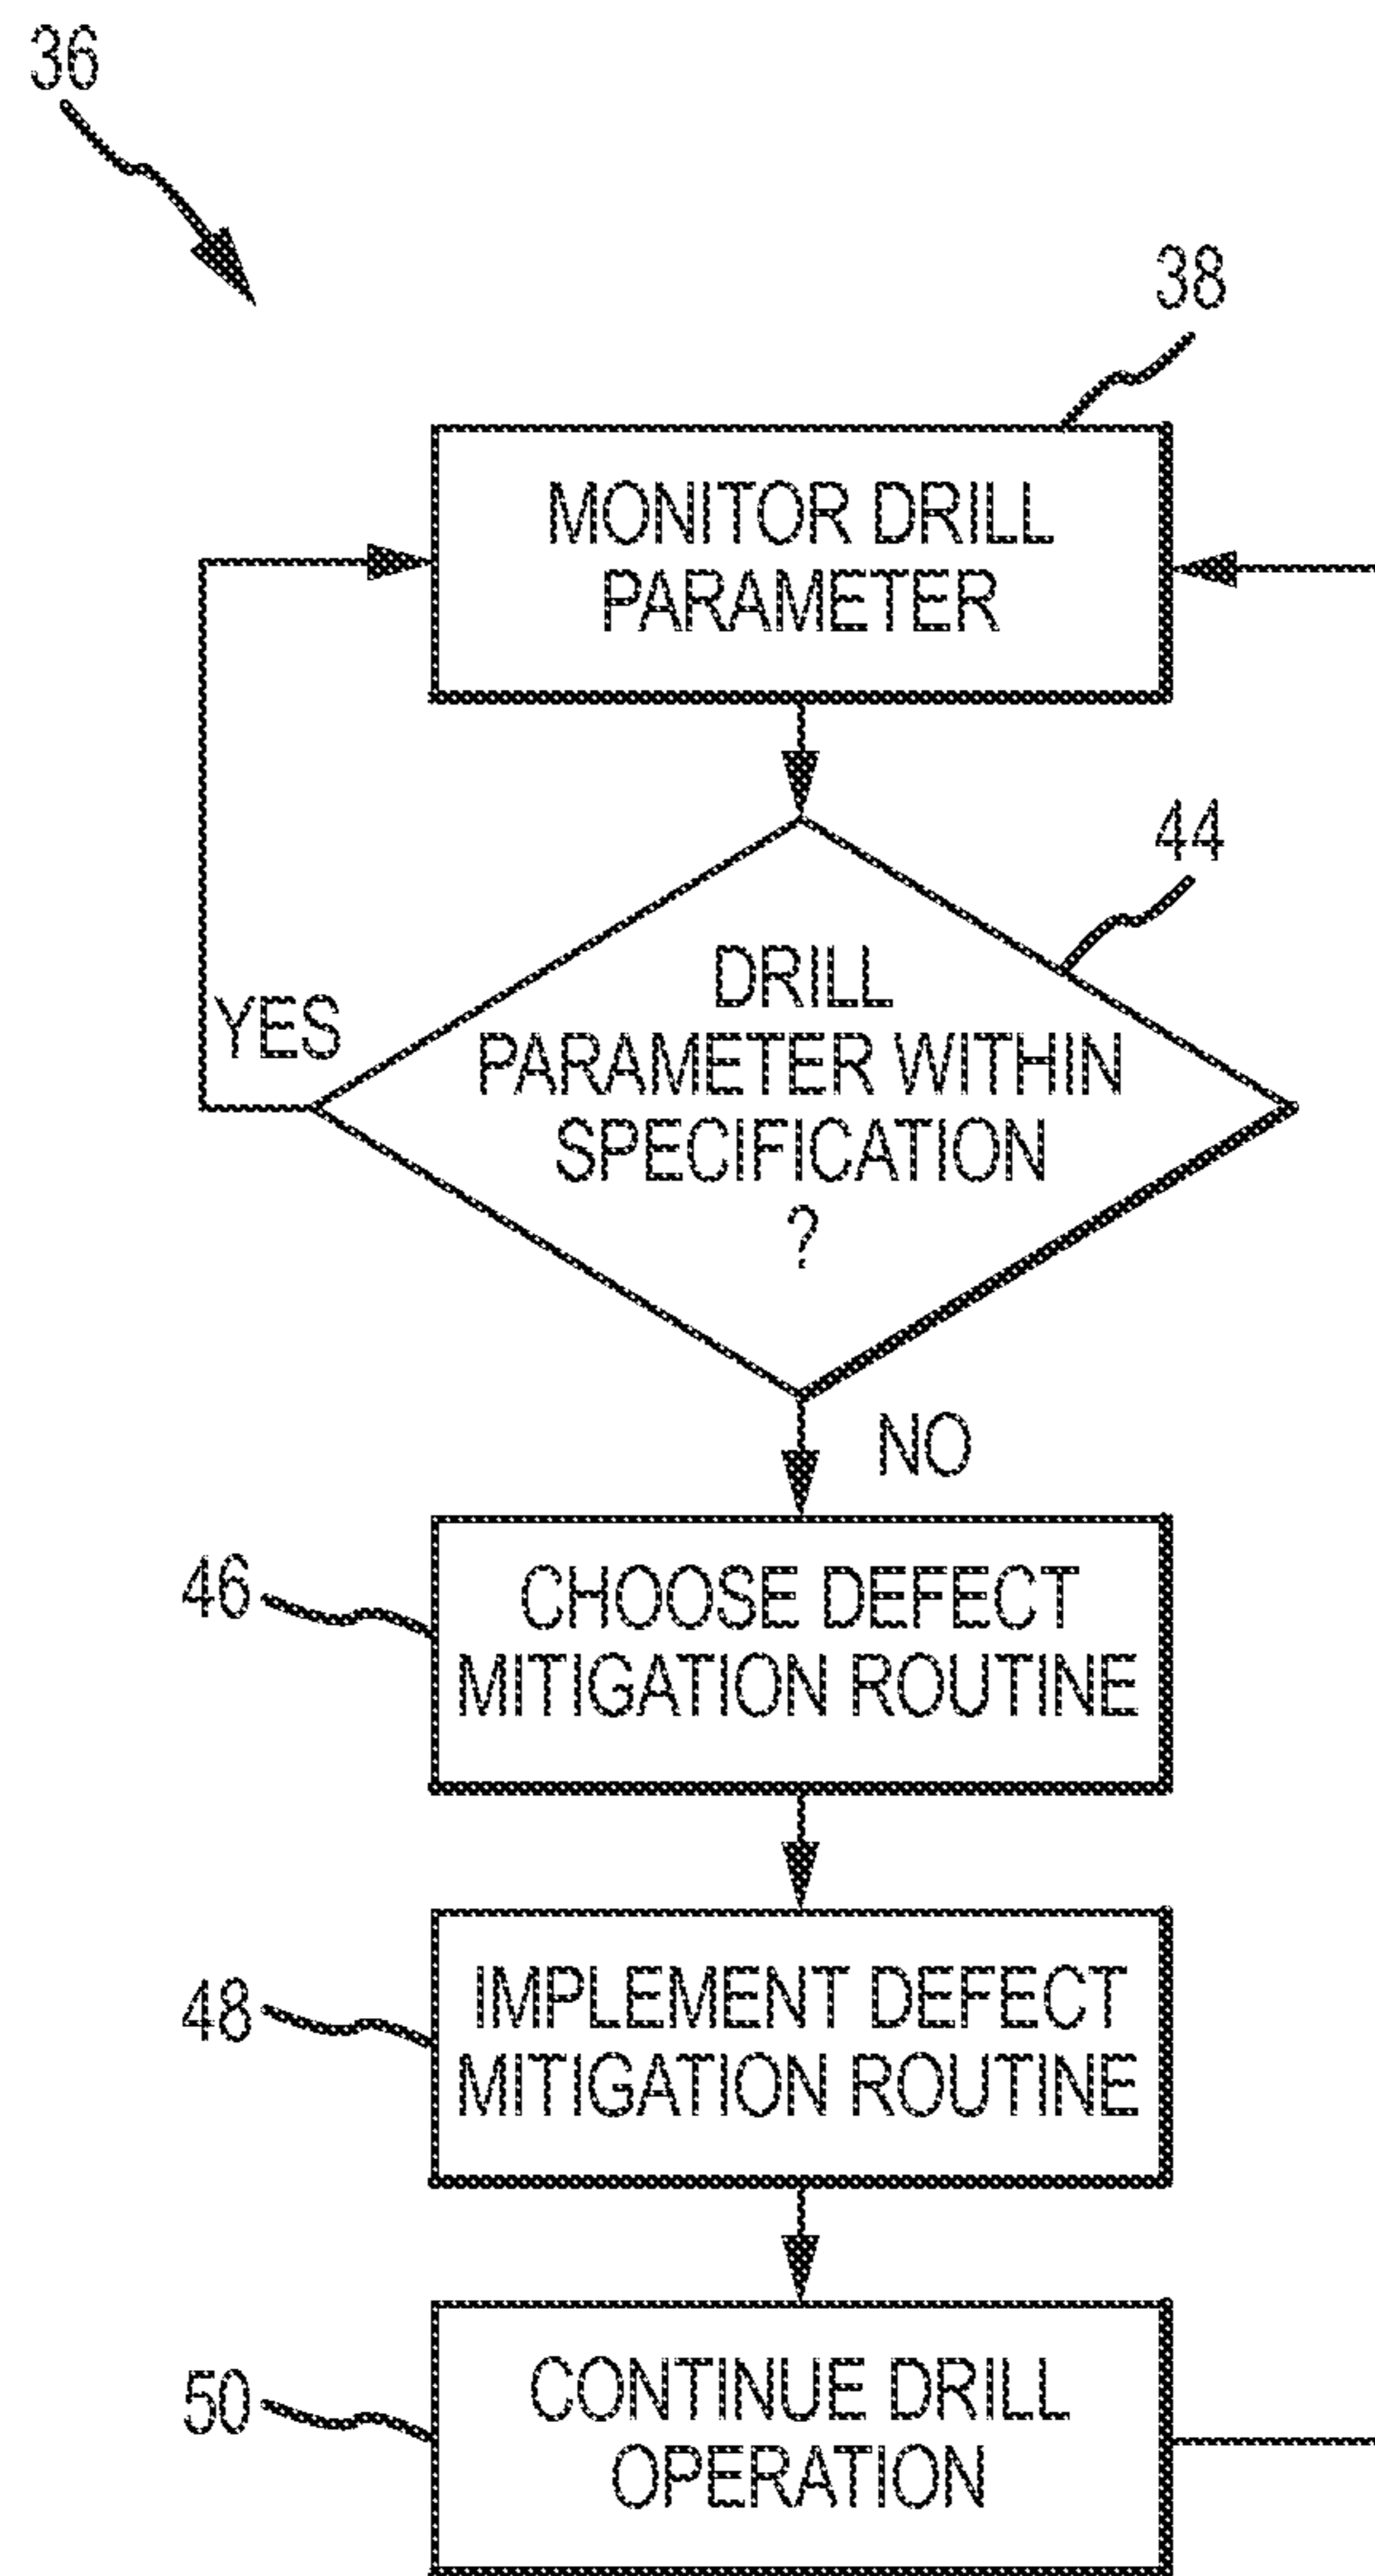 36
38
MONITOR DRILL
PARAMETER
44
DRILL
PARAMETER WITHIN
SPECIFICATION
?
YES
NO
46
CHOOSE DEFECT
MITIGATION ROUTINE
48
IMPLEMENT DEFECT
MITIGATION ROUTINE
50
CONTINUE DRILL
OPERATION